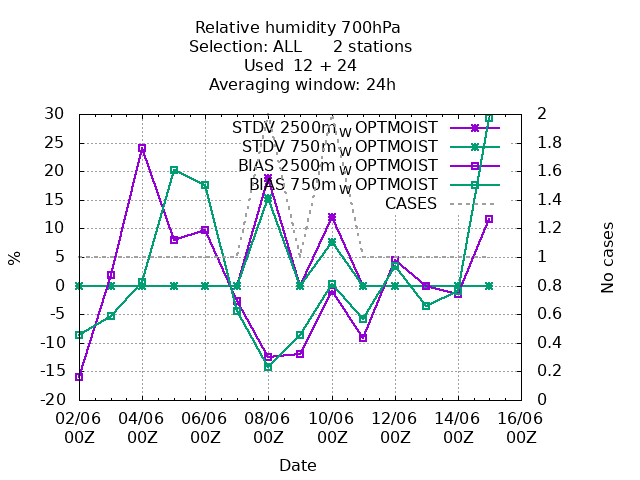 Relative humidity 700hPa
Selection: ALL 2 stations
Used 12 + 24
Averaging window: 24h
STDV 2500m W OPTMOIST
STDV 750m W OPTMOIST
BIAS 2500m W OPTMOIST
BIAS 750m W OPTMOIST
CASES
30
25
20
15
10
5
0
-5
-10
-15
-20
2
1.8
1.6
1.4
1.2
1
0.8
0.6
0.4
0.2
0
%
No cases
02/06 04/06 06/06 08/06 10/06 12/06 14/06 16/06
00Z 00Z 00Z 00Z 00Z 00Z 00Z 00Z
Date